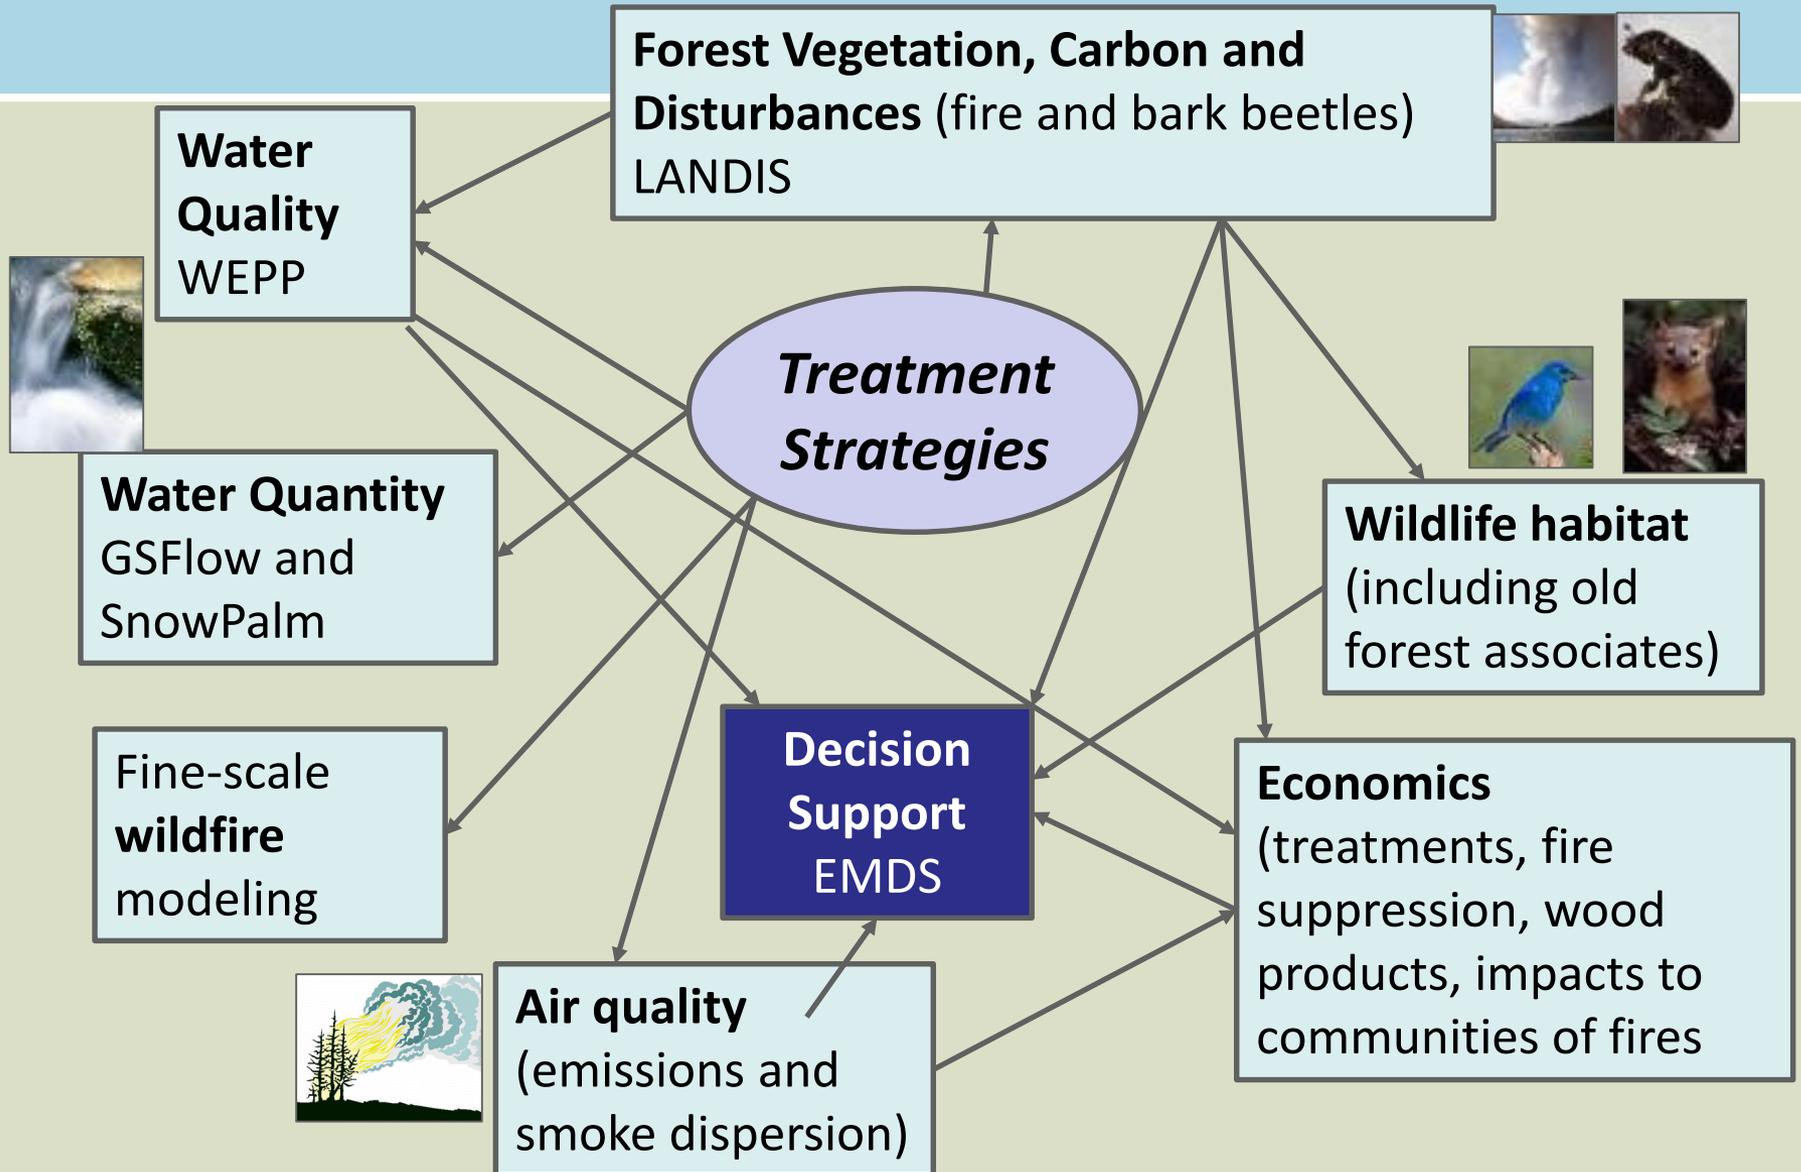 Forest Vegetation, Carbon and
Disturbances (fire and bark beetles)
LANDIS
Water
Quality
WEPP
Treatment
Strategies
Water Quantity
GSFlow and
SnowPalm
Wildlife habitat
(including old
forest associates)
Fine-scale
wildfire
modeling
Decision
Support
EMDS
Economics
(treatments, fire
suppression, wood
products, impacts to
communities of fires
Air quality
(emissions and
smoke dispersion)